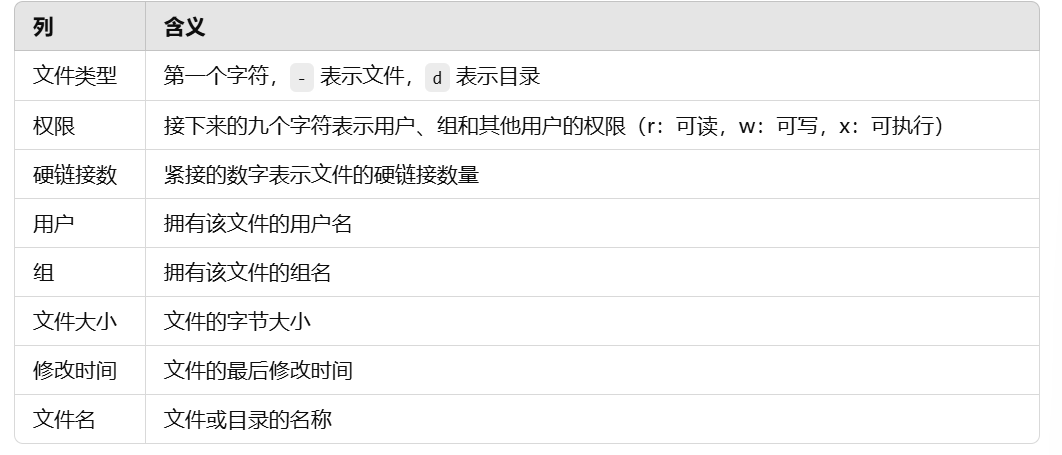 列 含义
文件类型 第一个字符， - 表示文件， d 表示目录
权限 接下来的九个字符表示用户、组和其他用户的权限（r：可读，w：可写，x：可执行）
硬链接数 紧接的数字表示文件的硬链接数量
用户 拥有该文件的用户名
组 拥有该文件的组名
文件大小 文件的字节大小
修改时间 文件的最后修改时间
文件名 文件或目录的名称